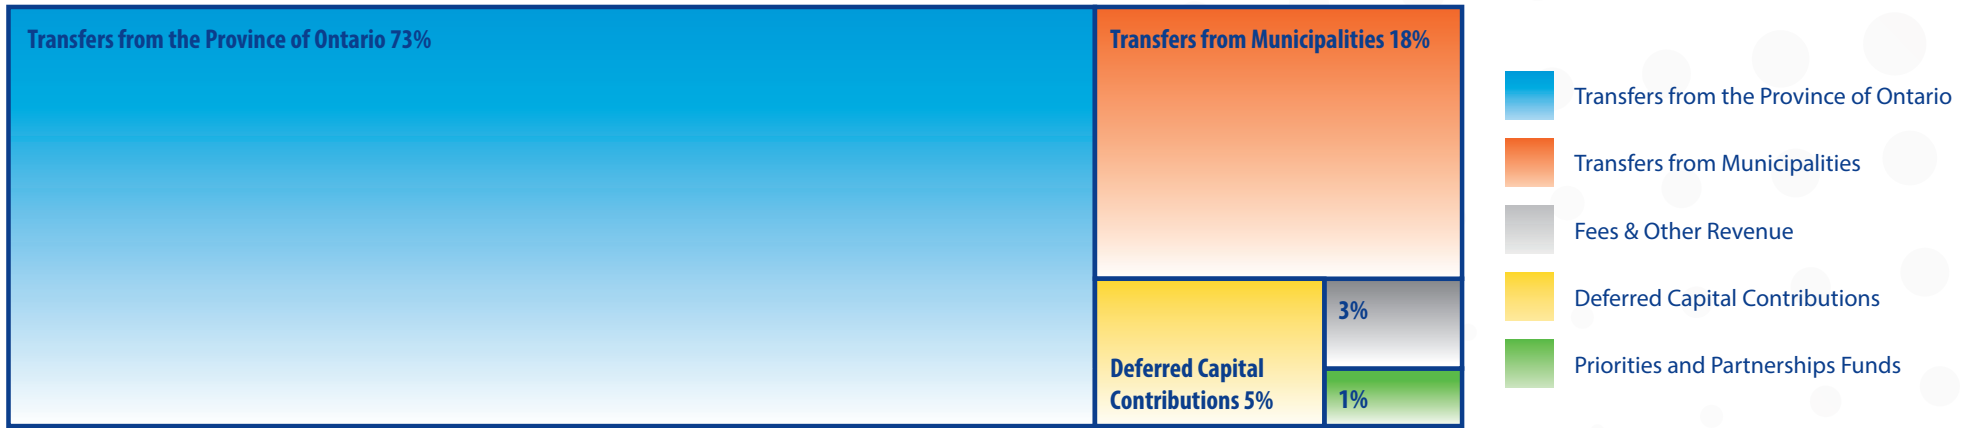 Transfers from the Province of Ontario 73%
Transfers from Municipalities 18%
Deferred Capital
Contributions 5%
3%
1%
Transfers from the Province of Ontario
Transfers from Municipalities
Fees & Other Revenue
Deferred Capital Contributions
Priorities and Partnerships Funds